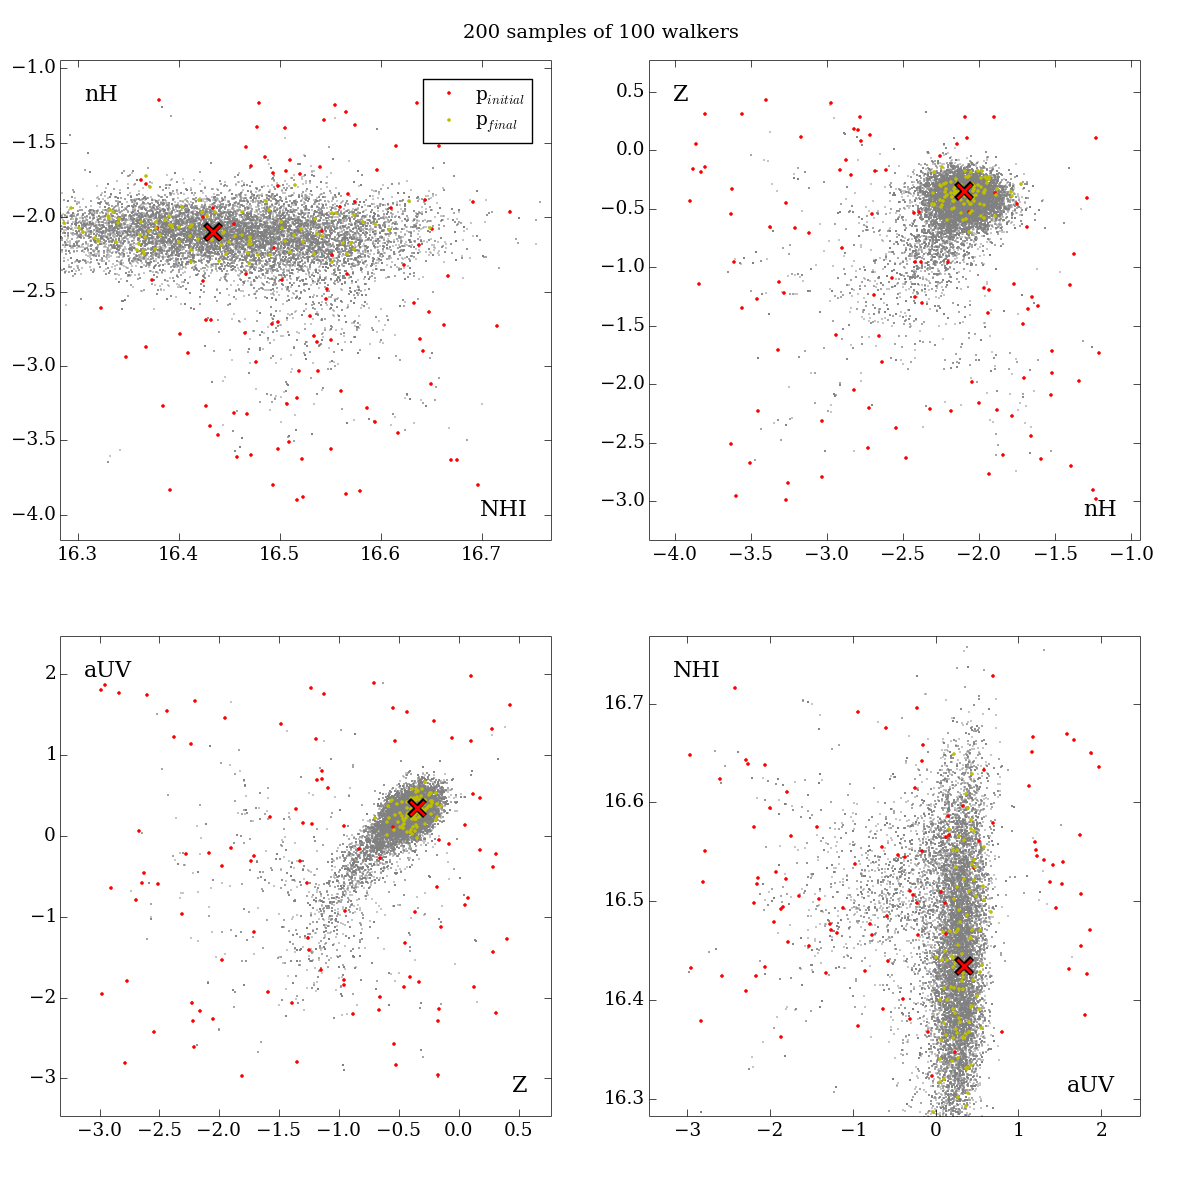 200 samples of 100 walkers
nH
p_initial
p_final
−1.0
−1.5
−2.0
−2.5
−3.0
−3.5
−4.0
NHI
16.3 16.4 16.5 16.6 16.7
Z
0.5
0.0
−0.5
−1.0
−1.5
−2.0
−2.5
−3.0
nH
−4.0 −3.5 −3.0 −2.5 −2.0 −1.5 −1.0
aUV
2
1
0
−1
−2
−3
Z
−3.0 −2.5 −2.0 −1.5 −1.0 −0.5 0.0 0.5
NHI
16.7
16.6
16.5
16.4
16.3
aUV
−3 −2 −1 0 1 2